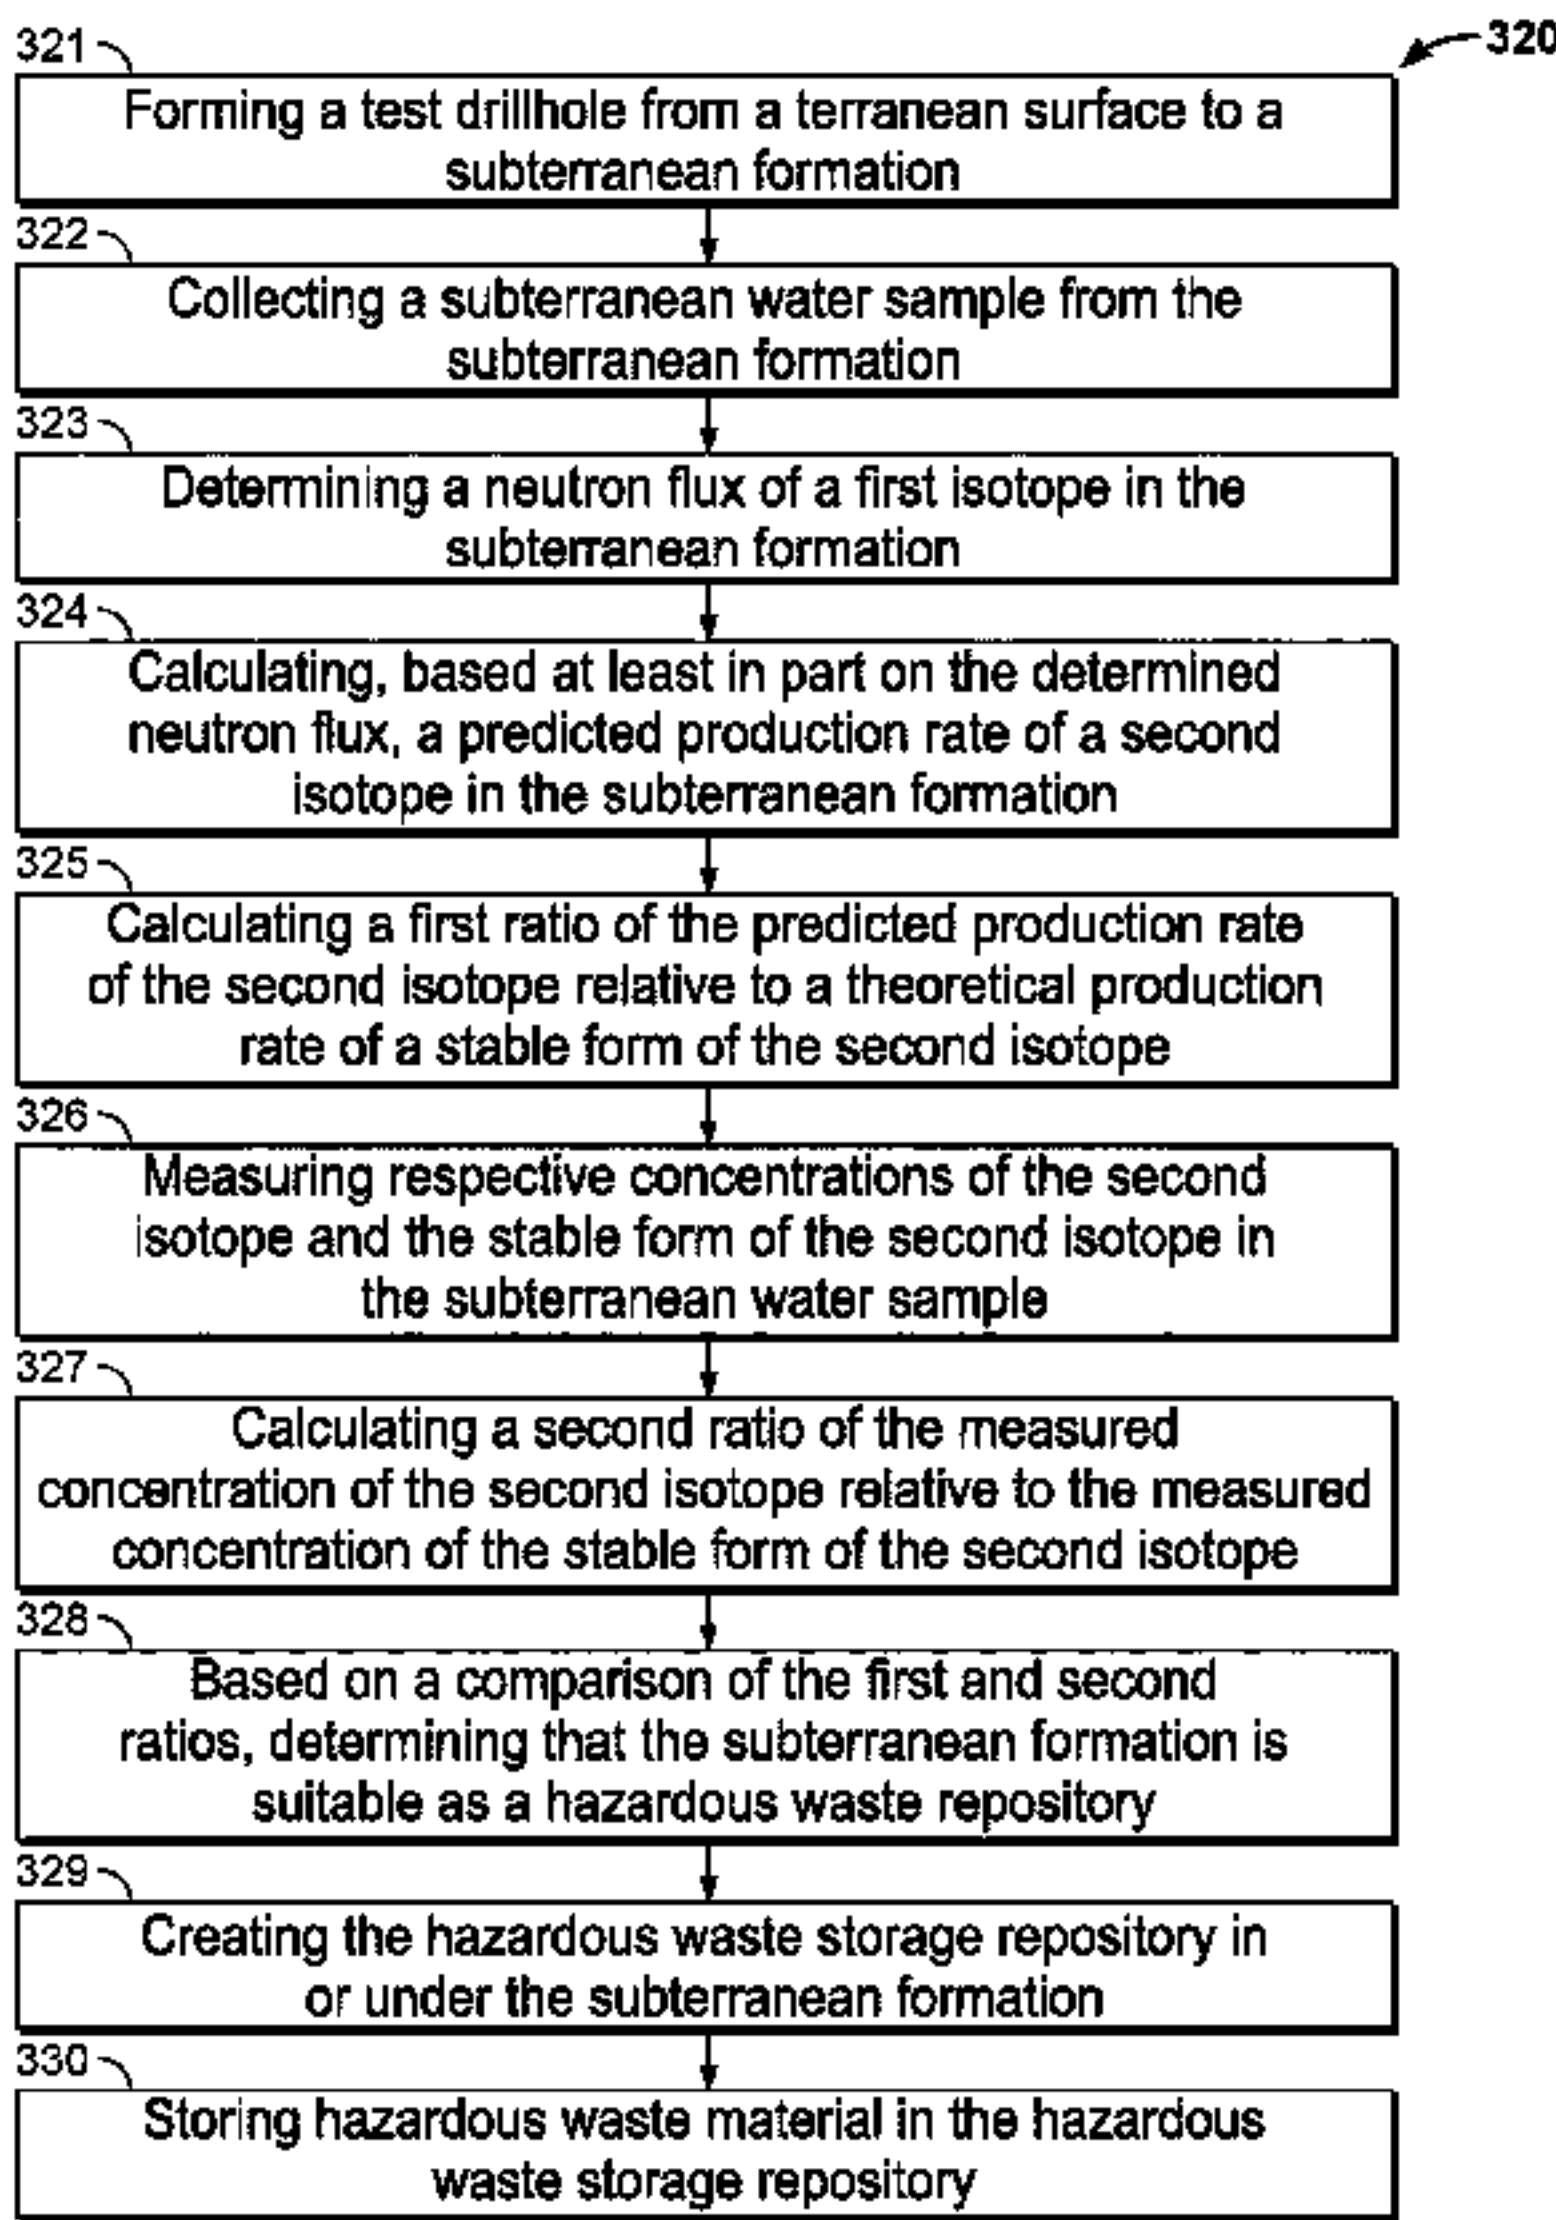 320
321
Forming a test drillhole from a terranean surface to a
subterranean formation
322
Collecting a subterranean water sample from the
subterranean formation
323
Determining a neutron flux of a first isotope in the
subterranean formation
324
Calculating, based at least in part on the determined
neutron flux, a predicted production rate of a second
isotope in the subterranean formation
325
Calculating a first ratio of the predicted production rate
of the second isotope relative to a theoretical production
rate of a stable form of the second isotope
326
Measuring respective concentrations of the second
isotope and the stable form of the second isotope in
the subterranean water sample
327
Calculating a second ratio of the measured
concentration of the second isotope relative to the measured
concentration of the stable form of the second isotope
328
Based on a comparison of the first and second
ratios, determining that the subterranean formation is
suitable as a hazardous waste repository
329
Creating the hazardous waste storage repository in
or under the subterranean formation
330
Storing hazardous waste material in the hazardous
waste storage repository